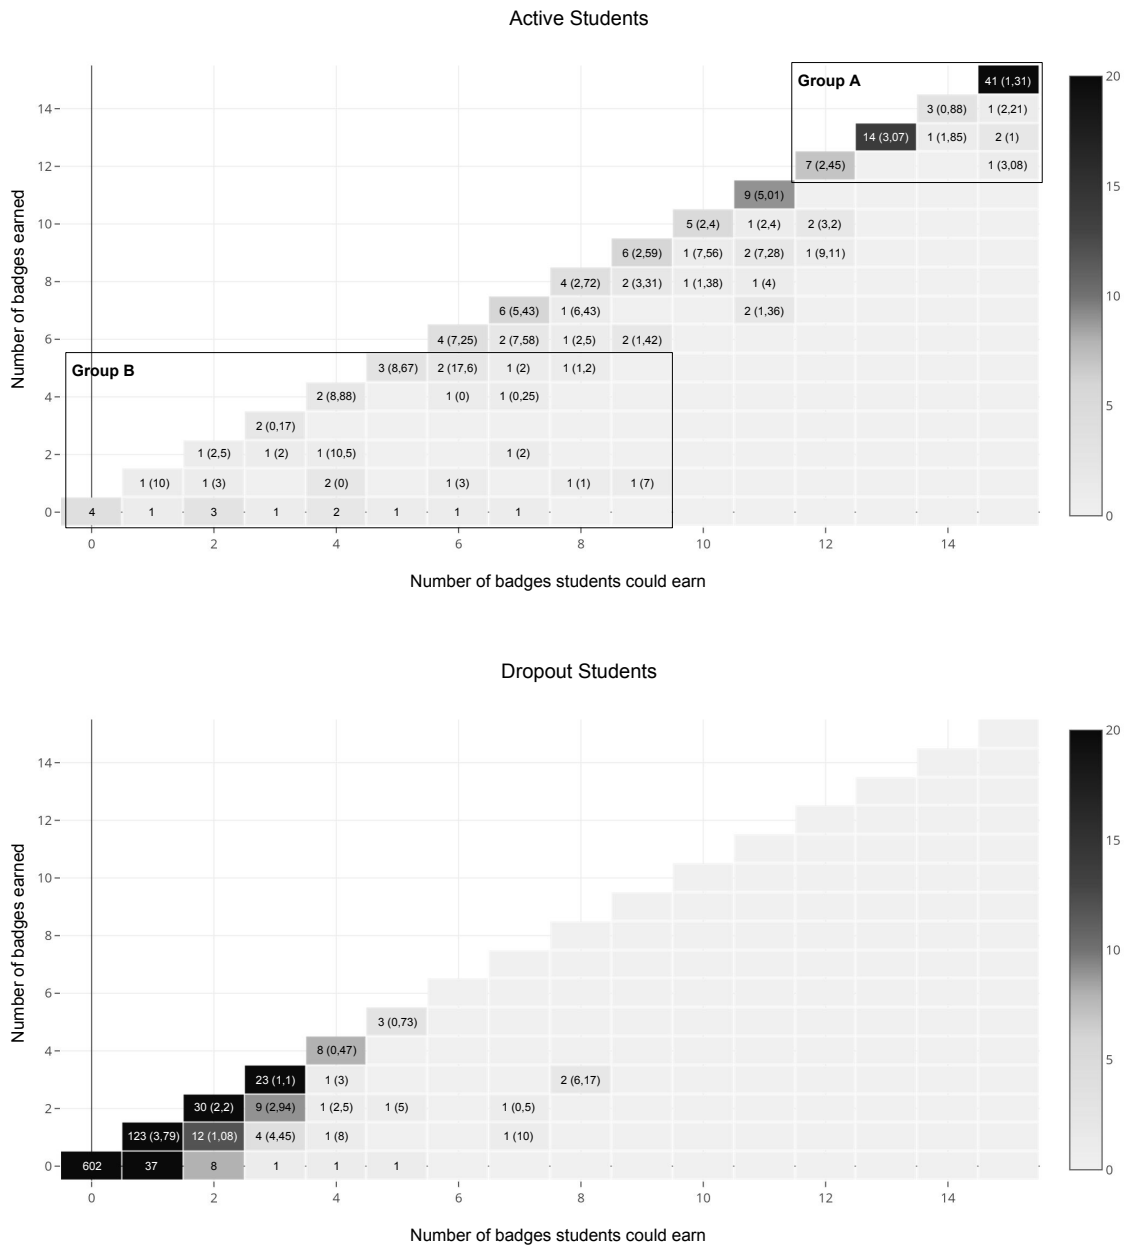 Active Students
Group A
41 (1,31)
20
14
3 (0,88) 1 (2,21)
14 (3,07) 1 (1,85) 2 (1)
12
7 (2,45) 1 (3,08)
15
9 (5,01)
10
5 (2,4) 1 (2,4) 2 (3,2)
6 (2,59) 1 (7,56) 2 (7,28) 1 (9,11)
8
4 (2,72) 2 (3,31) 1 (1,38) 1 (4)
10
6 (5,43) 1 (6,43) 2 (1,36)
6
4 (7,25) 2 (7,58) 1 (2,5) 2 (1,42)
Group B
3 (8,67) 2 (17,6) 1 (2) 1 (1,2)
4
2 (8,88) 1 (0) 1 (0,25)
5
2 (0,17)
2
1 (2,5) 1 (2) 1 (10,5) 1 (2)
1 (10) 1 (3) 2 (0) 1 (3) 1 (1) 1 (7)
0
4 1 3 1 2 1 1 1
0
0 2 4 6 8 10 12 14
Number of badges earned
Number of badges students could earn
Dropout Students
20
14
12
15
10
8
10
6
3 (0,73)
4
8 (0,47)
5
23 (1,1) 1 (3) 2 (6,17)
2
30 (2,2) 9 (2,94) 1 (2,5) 1 (5) 1 (0,5)
123 (3,79) 12 (1,08) 4 (4,45) 1 (8) 1 (10)
0
602 37 8 1 1 1
0
0 2 4 6 8 10 12 14
Number of badges earned
Number of badges students could earn